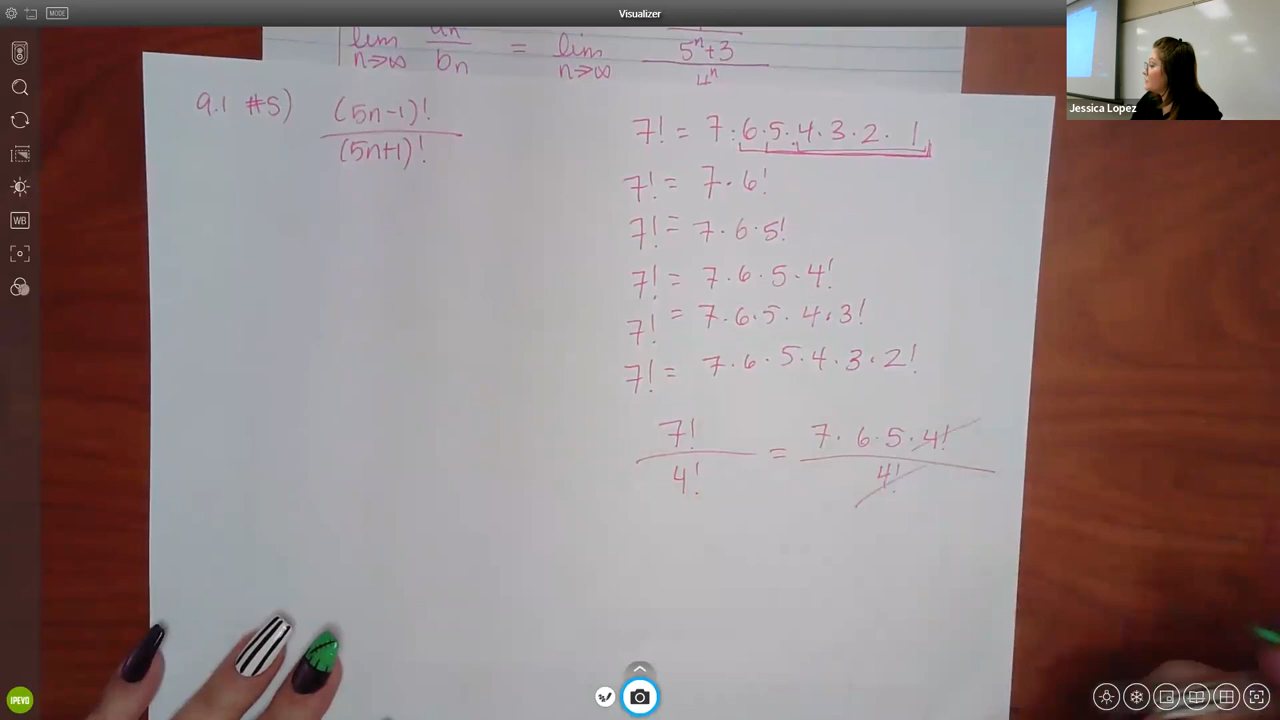 Visualizer
MODE
Jessica Lopez
lim n→∞ an/bn = lim n→∞ 5^n+3/4^n
9.1 #5) (5n-1)!/(5n+1)!
7! = 7·6·5·4·3·2·1
7! = 7·6!
7! = 7·6·5!
7! = 7·6·5·4!
7! = 7·6·5·4·3!
7! = 7·6·5·4·3·2!
7!/4! = 7·6·5·4!/4!
WB
IPEVO